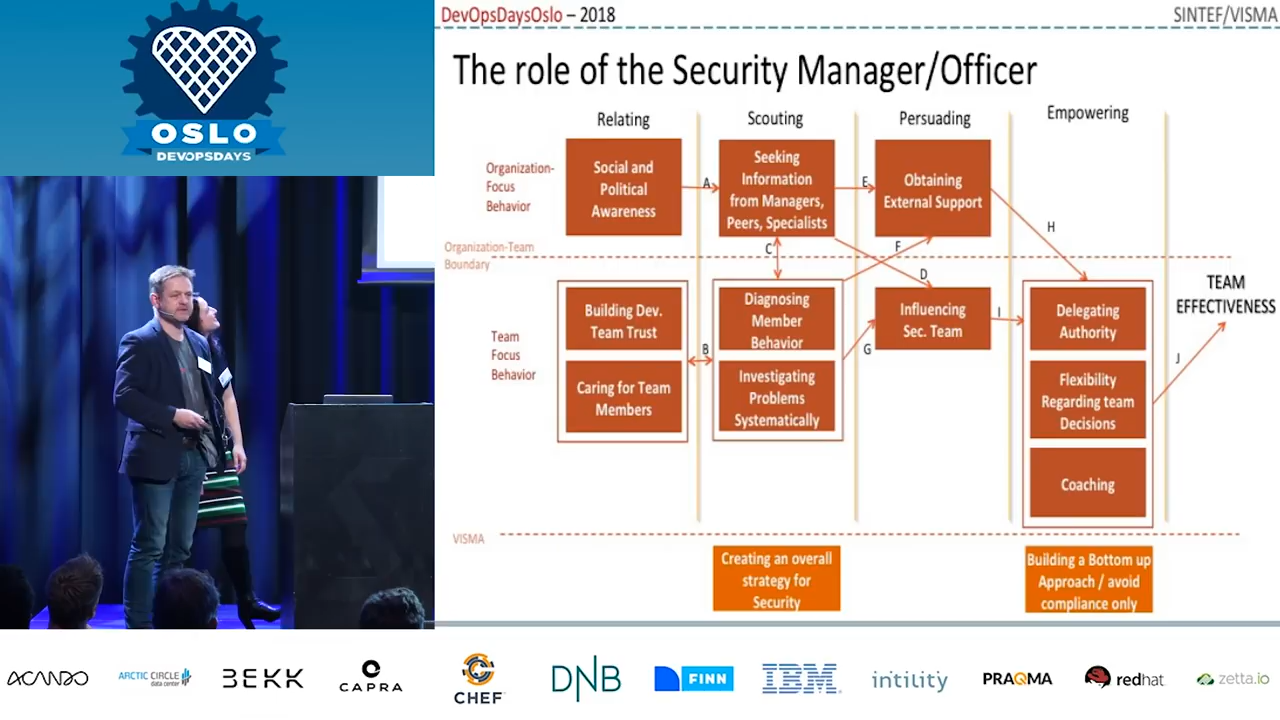 OSLO
DEVOPSDAYS
DevOpsDaysOslo – 2018
SINTEF/VISMA
The role of the Security Manager/Officer
Relating
Scouting
Persuading
Empowering
Organization-
Focus
Behavior
Social and
Political
Awareness
A
Seeking
Information
from Managers,
Peers, Specialists
E
Obtaining
External Support
H
Organization-Team
Boundary
C
F
D
Team
Focus
Behavior
Building Dev.
Team Trust
Caring for Team
Members
B
Diagnosing
Member
Behavior
Investigating
Problems
Systematically
G
Influencing
Sec. Team
I
Delegating
Authority
Flexibility
Regarding team
Decisions
Coaching
J
TEAM
EFFECTIVENESS
VISMA
Creating an overall
strategy for
Security
Building a Bottom up
Approach / avoid
compliance only
ACANDO
ARCTIC CIRCLE
data center
BEKK
CAPRA
CHEF
DNB
FINN
IBM
intility
PRAQMA
redhat
zetta.io